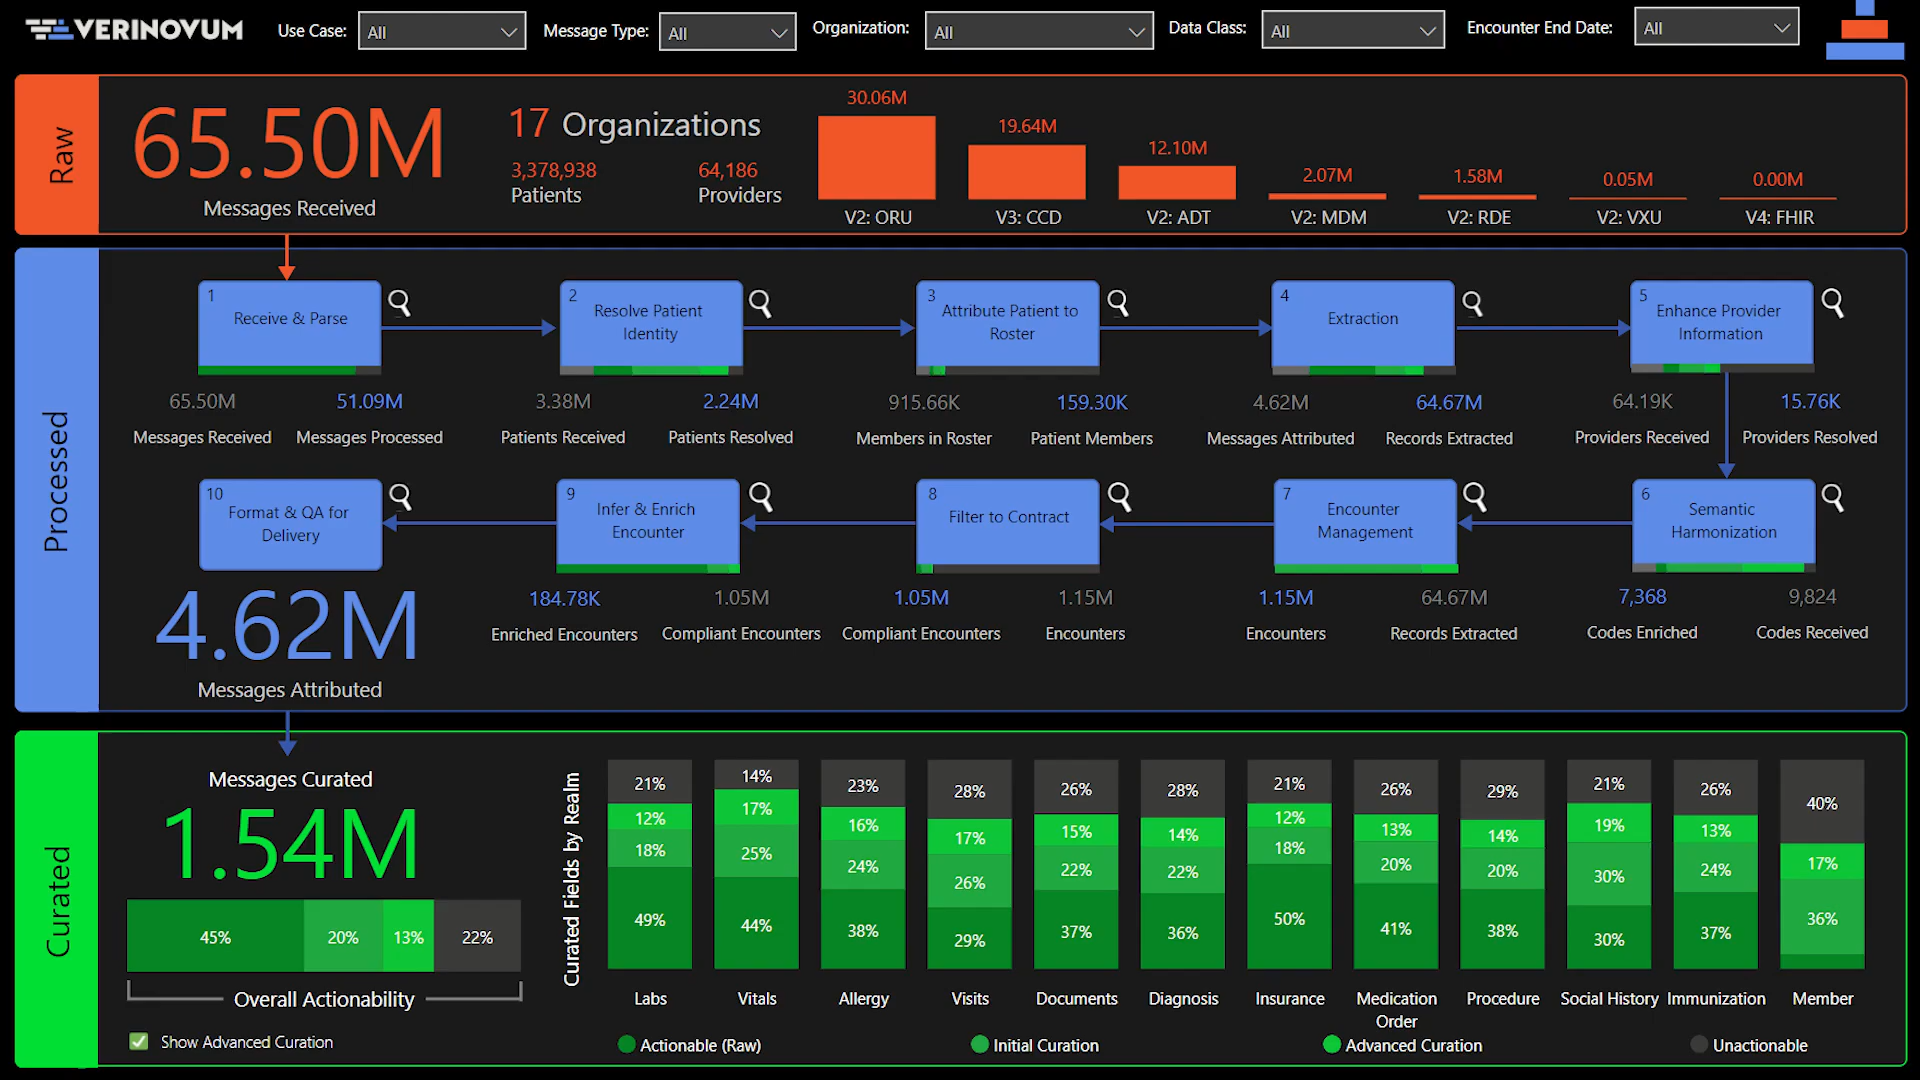 VERINOVUM
Use Case: All
Message Type: All
Organization: All
Data Class: All
Encounter End Date: All
Raw
65.50M
Messages Received
17 Organizations
3,378,938
Patients
64,186
Providers
30.06M
V2: ORU
19.64M
V3: CCD
12.10M
V2: ADT
2.07M
V2: MDM
1.58M
V2: RDE
0.05M
V2: VXU
0.00M
V4: FHIR
Processed
1
Receive & Parse
65.50M
Messages Received
51.09M
Messages Processed
2
Resolve Patient
Identity
3.38M
Patients Received
2.24M
Patients Resolved
3
Attribute Patient to
Roster
915.66K
Members in Roster
159.30K
Patient Members
4
Extraction
4.62M
Messages Attributed
64.67M
Records Extracted
5
Enhance Provider
Information
64.19K
Providers Received
15.76K
Providers Resolved
6
Semantic
Harmonization
7,368
Codes Enriched
9,824
Codes Received
7
Encounter
Management
1.15M
Encounters
64.67M
Records Extracted
8
Filter to Contract
1.05M
Compliant Encounters
1.15M
Encounters
9
Infer & Enrich
Encounter
184.78K
Enriched Encounters
1.05M
Compliant Encounters
10
Format & QA for
Delivery
4.62M
Messages Attributed
Curated
Messages Curated
1.54M
45% 20% 13% 22%
Overall Actionability
Show Advanced Curation
Curated Fields by Realm
21%
12%
18%
49%
Labs
14%
17%
25%
44%
Vitals
23%
16%
24%
38%
Allergy
28%
17%
26%
29%
Visits
26%
15%
22%
37%
Documents
28%
14%
22%
36%
Diagnosis
21%
12%
18%
50%
Insurance
26%
13%
20%
41%
Medication
Order
29%
14%
20%
38%
Procedure
21%
19%
30%
30%
Social History
26%
13%
24%
37%
Immunization
40%
17%
36%
Member
Actionable (Raw)
Initial Curation
Advanced Curation
Unactionable